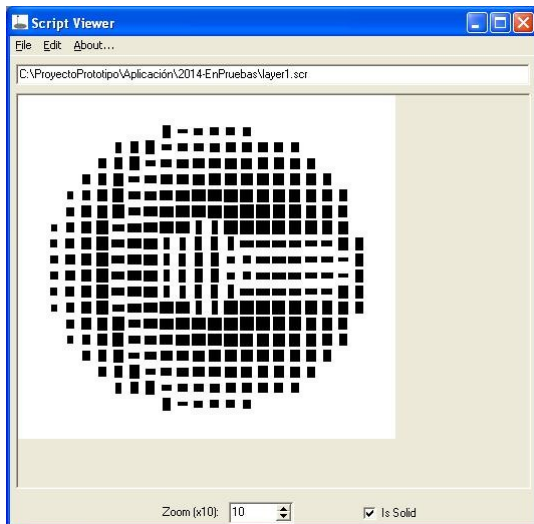 Script Viewer
File Edit About...
C:\ProyectoPrototipo\Aplicación\2014-EnPruebas\layer1.scr
Zoom (x10): 10 Is Solid